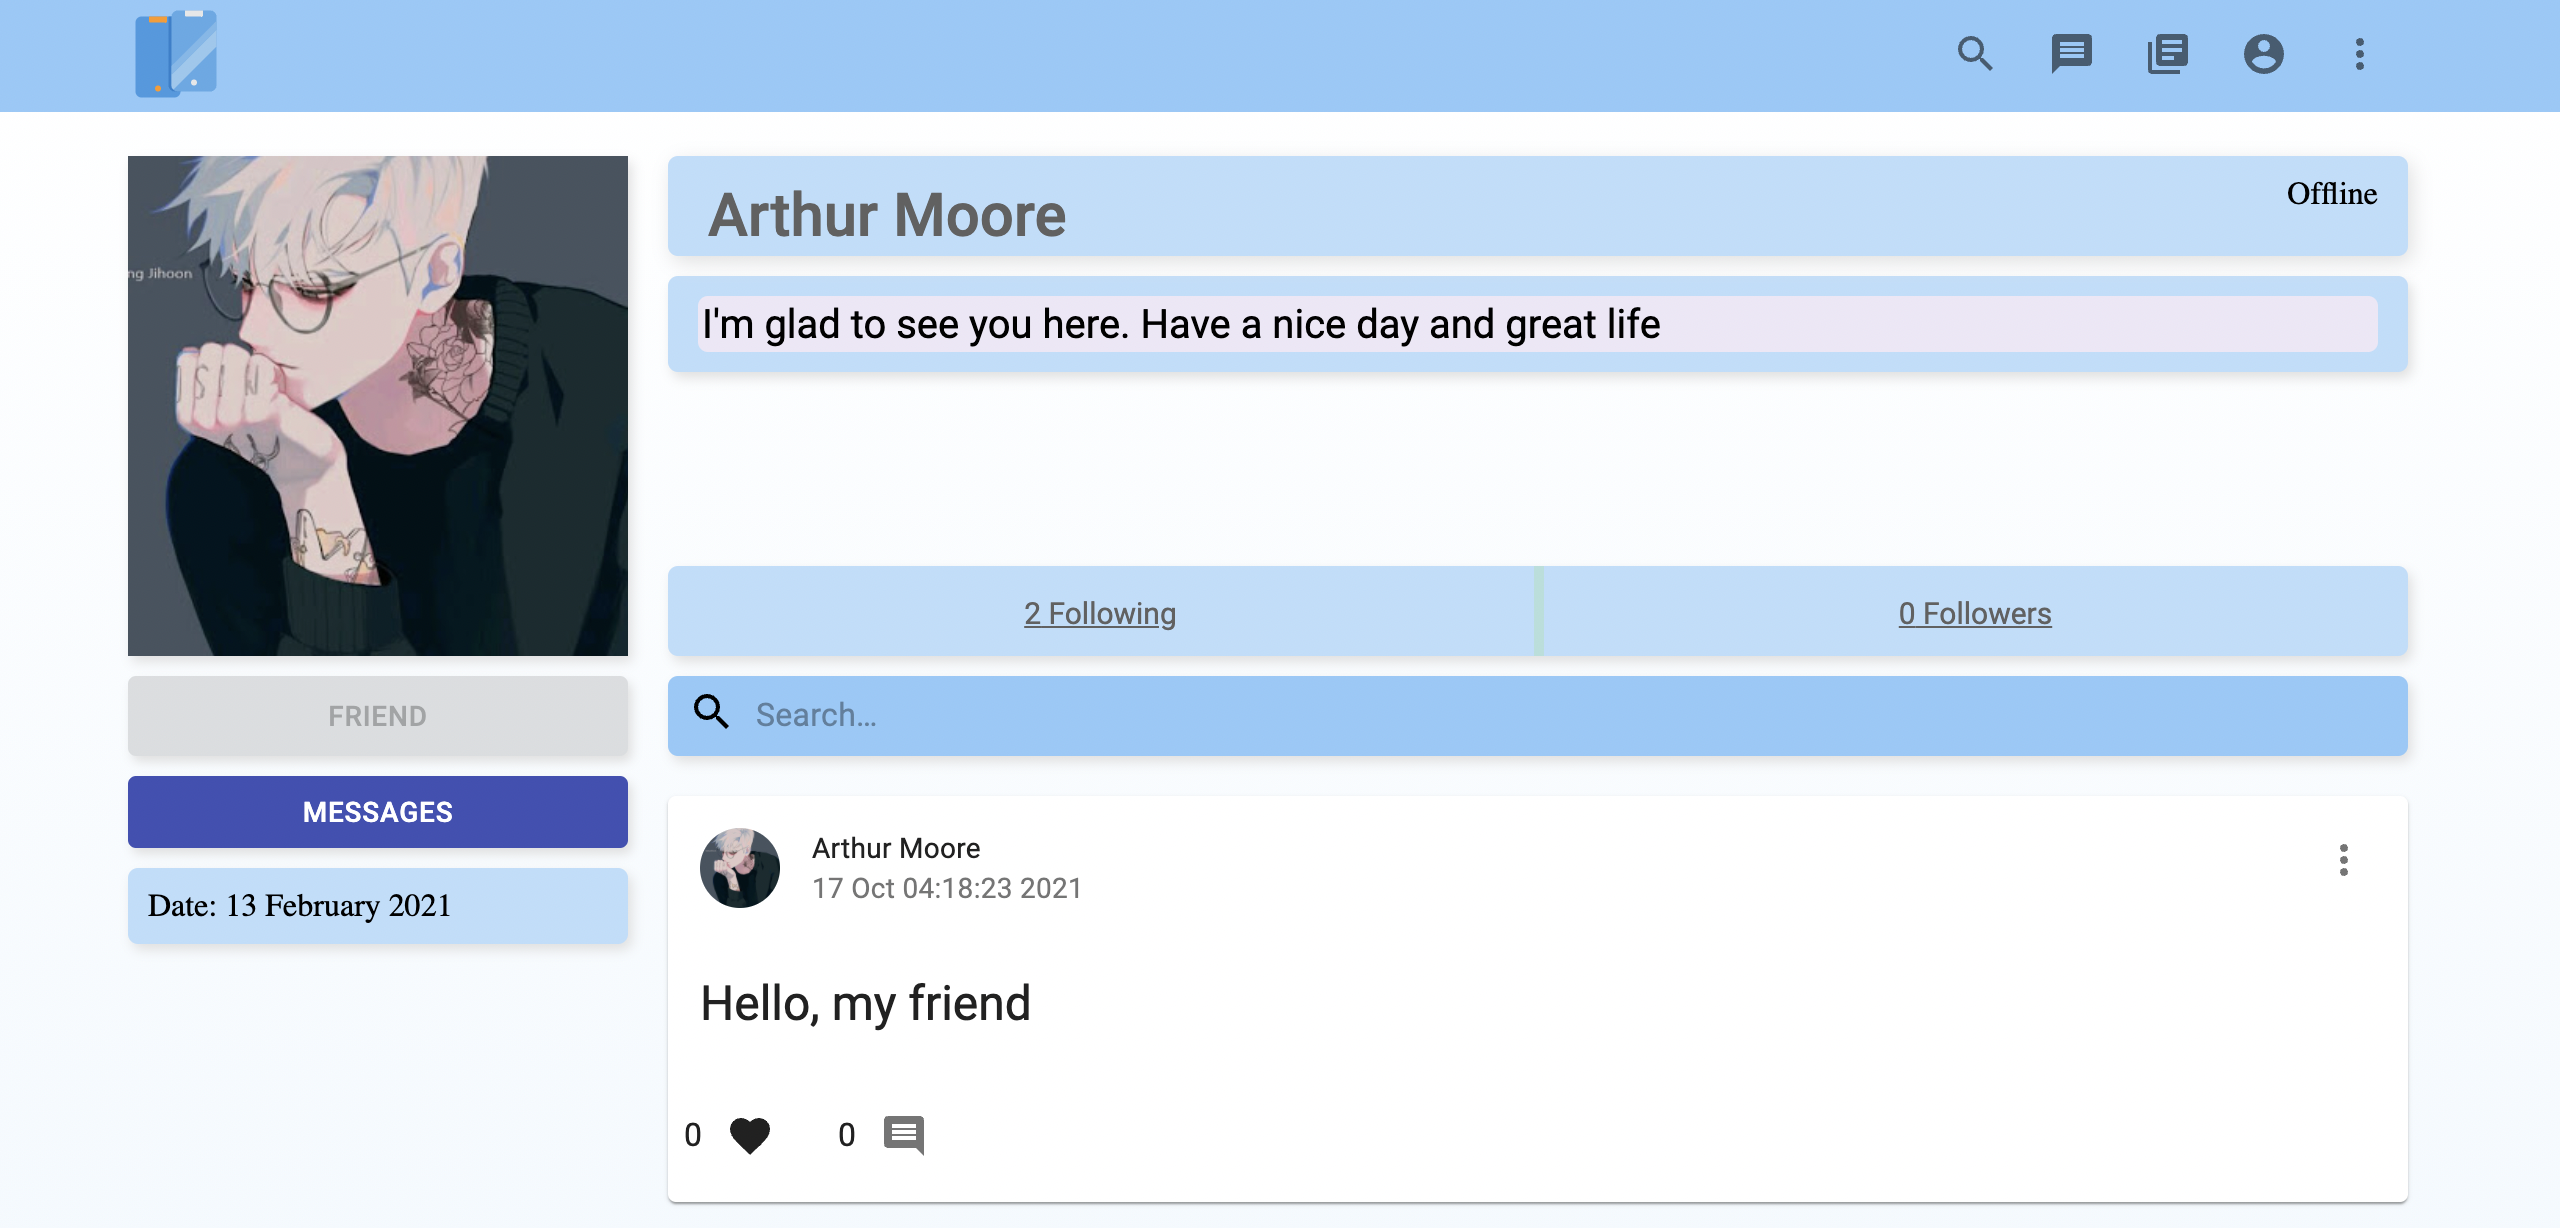 Arthur Moore
Offline
I'm glad to see you here. Have a nice day and great life
ng Jihoon
2 Following
0 Followers
FRIEND
Search...
MESSAGES
Date: 13 February 2021
Arthur Moore
17 Oct 04:18:23 2021
Hello, my friend
0
0